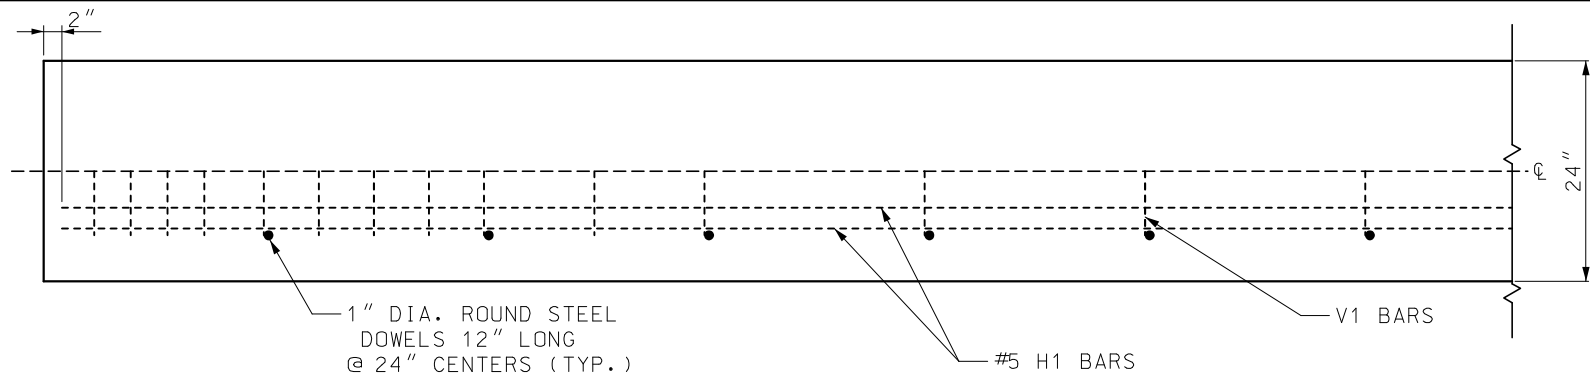 2"
℄
24"
1" DIA. ROUND STEEL
DOWELS 12" LONG
@ 24" CENTERS (TYP.)
V1 BARS
#5 H1 BARS